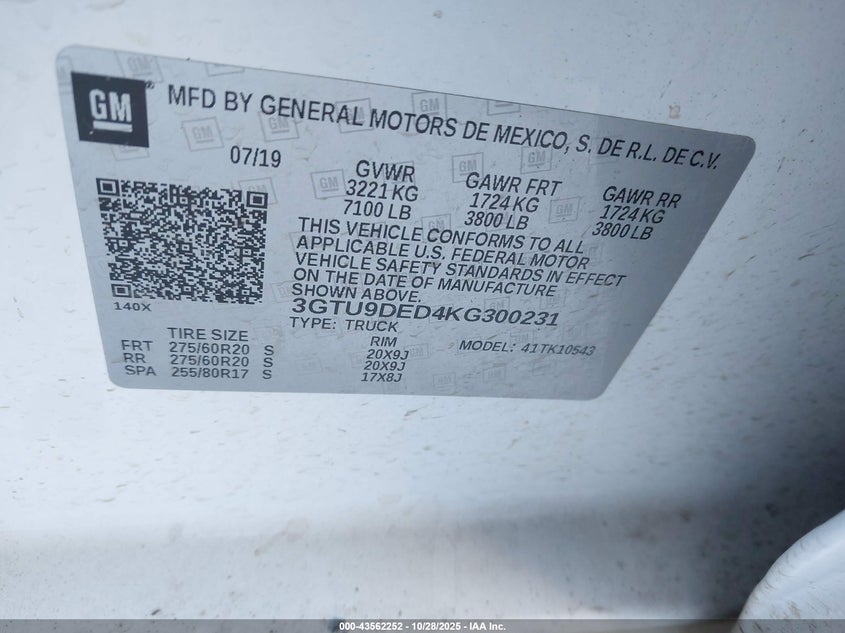 GM
MFD BY GENERAL MOTORS DE MEXICO, S. DE R.L. DE C.V.
07/19
GVWR GAWR FRT GAWR RR
3221 KG 1724 KG 1724 KG
7100 LB 3800 LB 3800 LB
THIS VEHICLE CONFORMS TO ALL
APPLICABLE U.S. FEDERAL MOTOR
VEHICLE SAFETY STANDARDS IN EFFECT
ON THE DATE OF MANUFACTURE
SHOWN ABOVE.
140X
3GTU9DED4KG300231
TYPE: TRUCK
TIRE SIZE RIM MODEL: 41TK10543
FRT 275/60R20 S 20X9J
RR 275/60R20 S 20X9J
SPA 255/80R17 S 17X8J
000-43562252 - 10/28/2025 - IAA Inc.